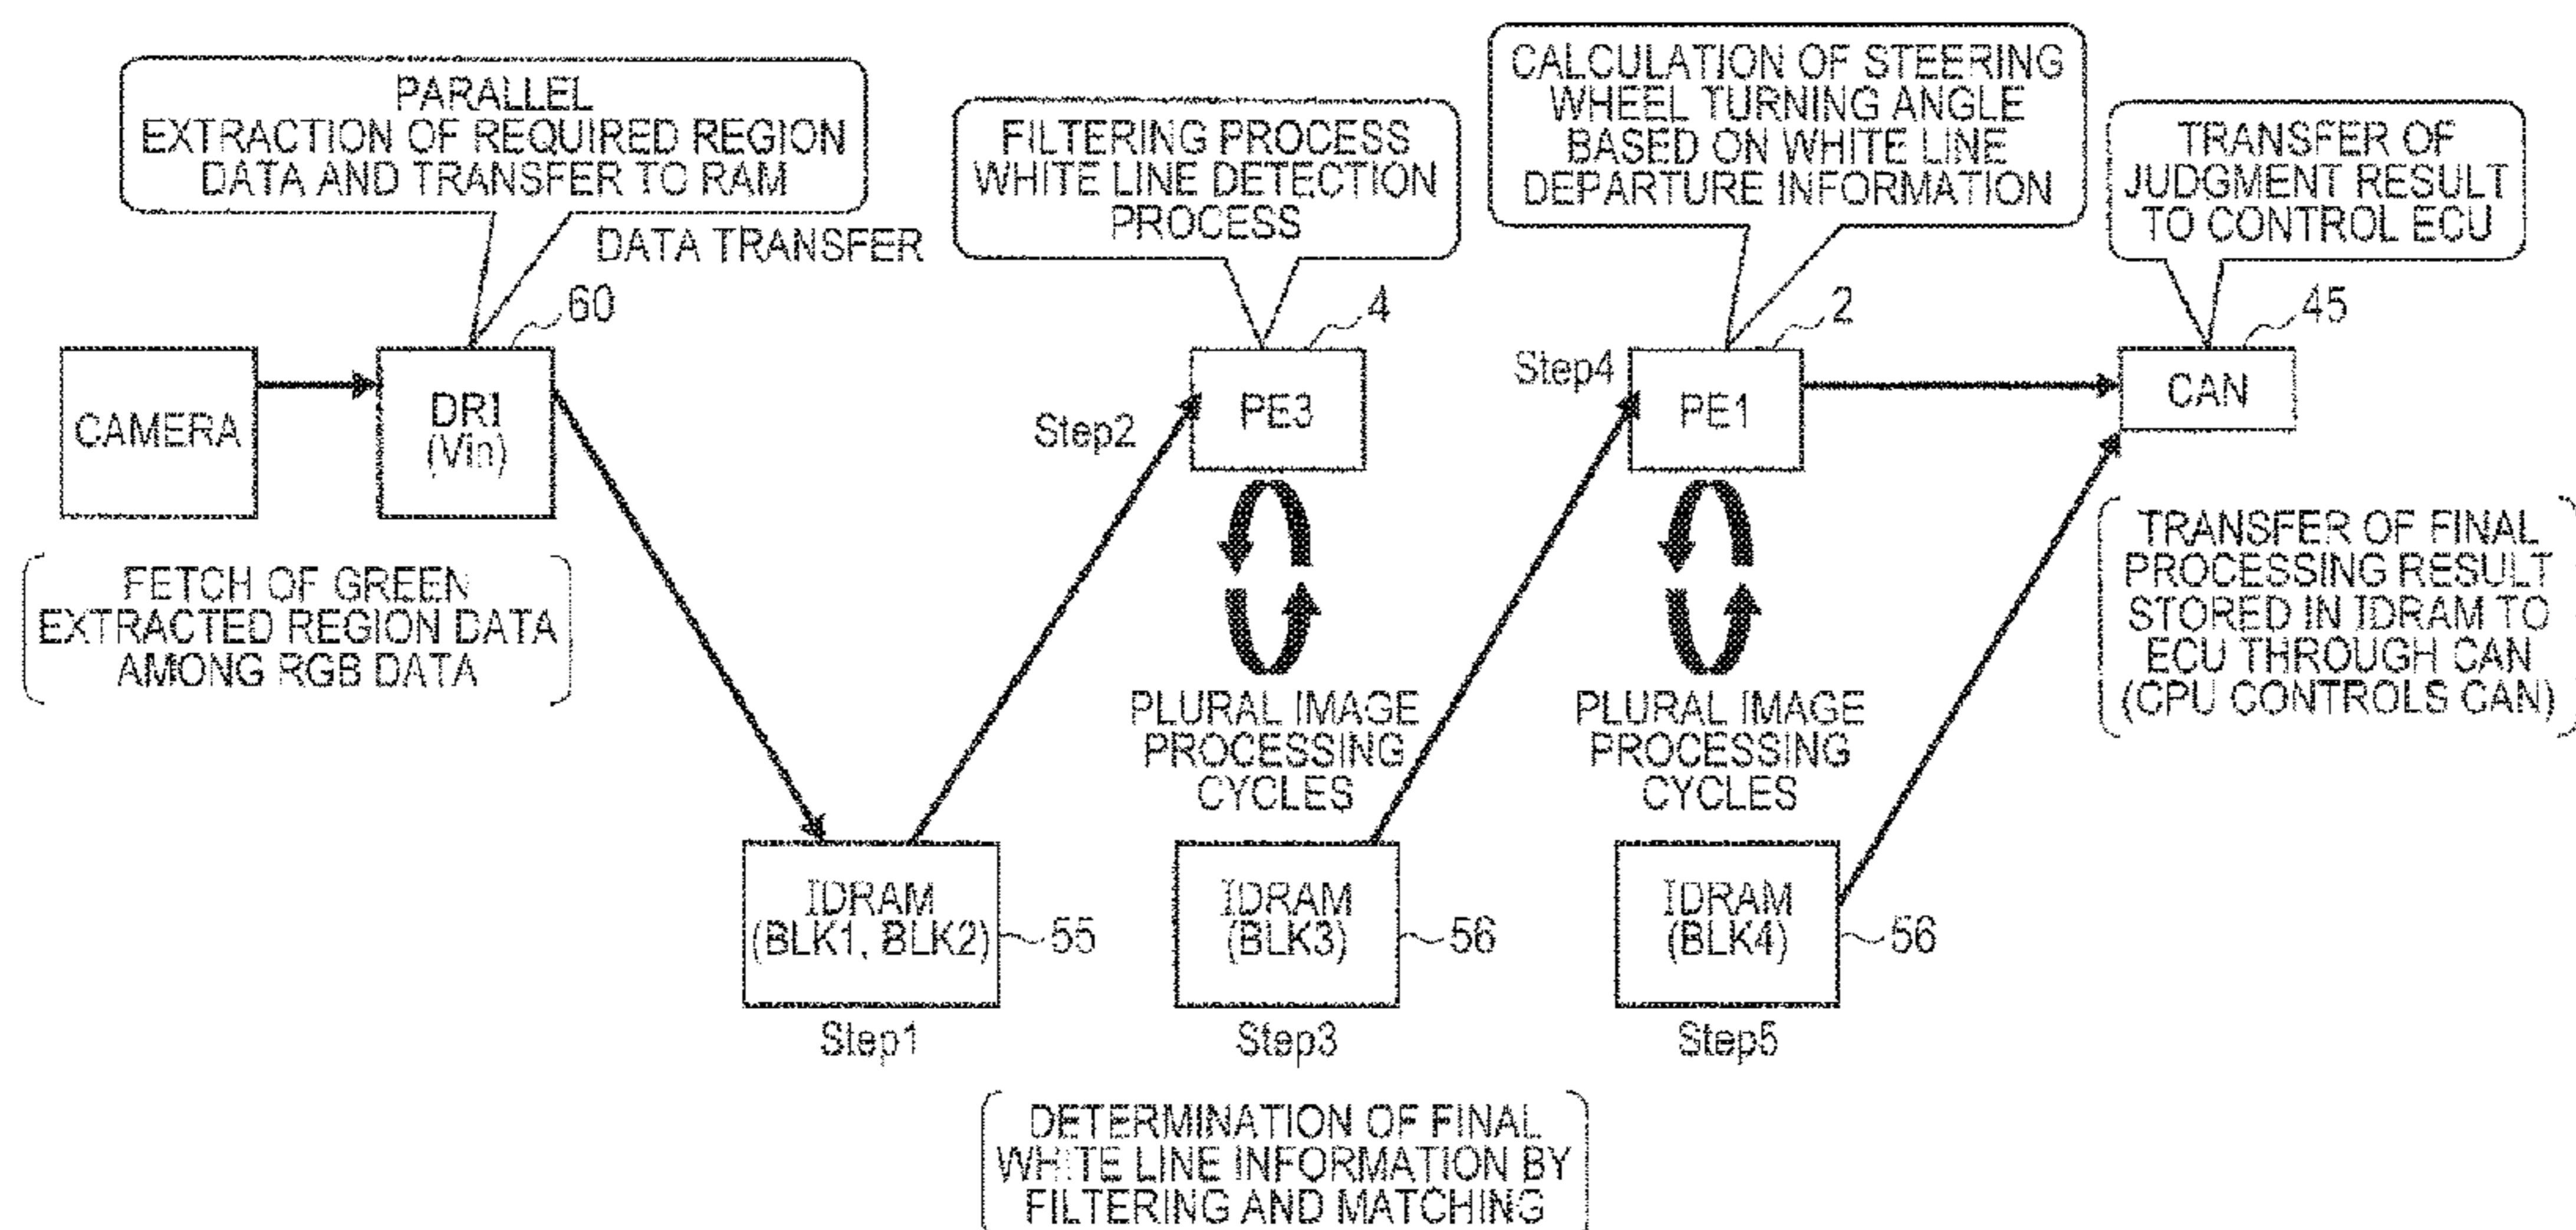 PARALLEL
EXTRACTION OF REQUIRED REGION
DATA AND TRANSFER TO RAM
DATA TRANSFER
FILTERING PROCESS
WHITE LINE DETECTION
PROCESS
CALCULATION OF STEERING
WHEEL TURNING ANGLE
BASED ON WHITE LINE
DEPARTURE INFORMATION
TRANSFER OF
JUDGMENT RESULT
TO CONTROL ECU
60
4
2
45
CAMERA
DRI
(Vin)
Step2
PE3
Step4
PE1
CAN
FETCH OF GREEN
EXTRACTED REGION DATA
AMONG RGB DATA
PLURAL IMAGE
PROCESSING
CYCLES
PLURAL IMAGE
PROCESSING
CYCLES
TRANSFER OF FINAL
PROCESSING RESULT
STORED IN IDRAM TO
ECU THROUGH CAN
(CPU CONTROLS CAN)
IDRAM
(BLK1, BLK2)
55
Step1
IDRAM
(BLK3)
56
Step3
IDRAM
(BLK4)
56
Step5
DETERMINATION OF FINAL
WHITE LINE INFORMATION BY
FILTERING AND MATCHING